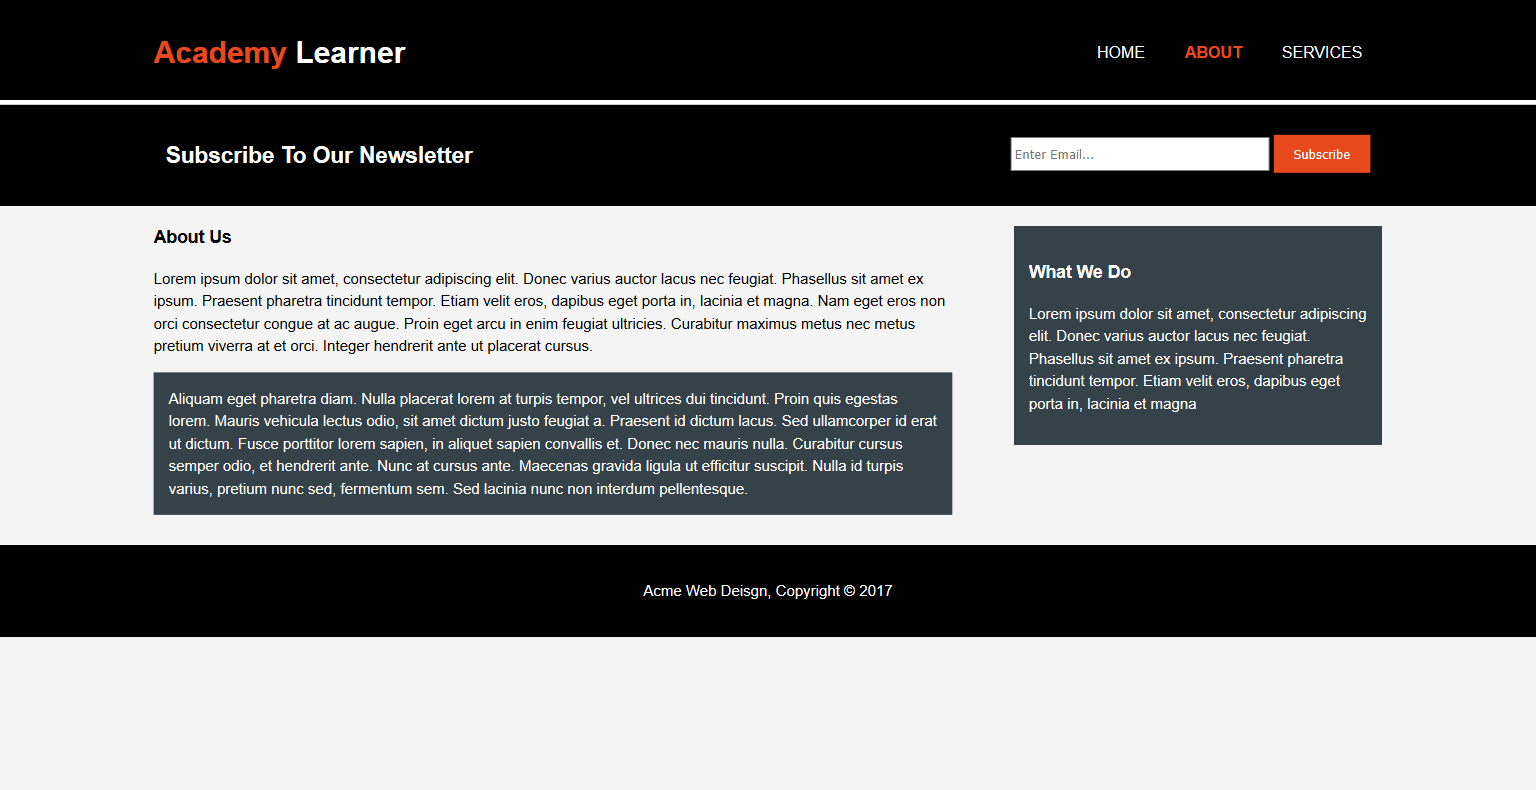 Academy Learner
HOME ABOUT SERVICES
Subscribe To Our Newsletter
Enter Email...
Subscribe
About Us
Lorem ipsum dolor sit amet, consectetur adipiscing elit. Donec varius auctor lacus nec feugiat. Phasellus sit amet ex
ipsum. Praesent pharetra tincidunt tempor. Etiam velit eros, dapibus eget porta in, lacinia et magna. Nam eget eros non
orci consectetur congue at ac augue. Proin eget arcu in enim feugiat ultricies. Curabitur maximus metus nec metus
pretium viverra at et orci. Integer hendrerit ante ut placerat cursus.
Aliquam eget pharetra diam. Nulla placerat lorem at turpis tempor, vel ultrices dui tincidunt. Proin quis egestas
lorem. Mauris vehicula lectus odio, sit amet dictum justo feugiat a. Praesent id dictum lacus. Sed ullamcorper id erat
ut dictum. Fusce porttitor lorem sapien, in aliquet sapien convallis et. Donec nec mauris nulla. Curabitur cursus
semper odio, et hendrerit ante. Nunc at cursus ante. Maecenas gravida ligula ut efficitur suscipit. Nulla id turpis
varius, pretium nunc sed, fermentum sem. Sed lacinia nunc non interdum pellentesque.
What We Do
Lorem ipsum dolor sit amet, consectetur adipiscing
elit. Donec varius auctor lacus nec feugiat.
Phasellus sit amet ex ipsum. Praesent pharetra
tincidunt tempor. Etiam velit eros, dapibus eget
porta in, lacinia et magna
Acme Web Deisgn, Copyright © 2017